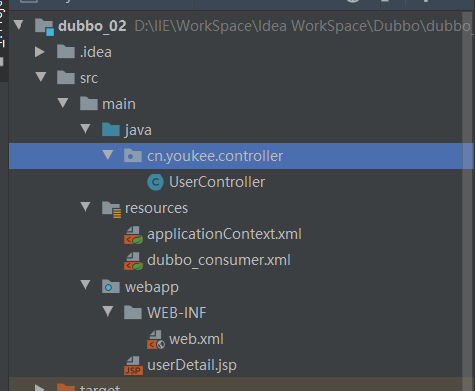 dubbo_02 D:\IIE\WorkSpace\Idea WorkSpace\Dubbo\dubbo_
.idea
src
main
java
cn.youkee.controller
UserController
resources
applicationContext.xml
dubbo_consumer.xml
webapp
WEB-INF
web.xml
JSP userDetail.jsp
target